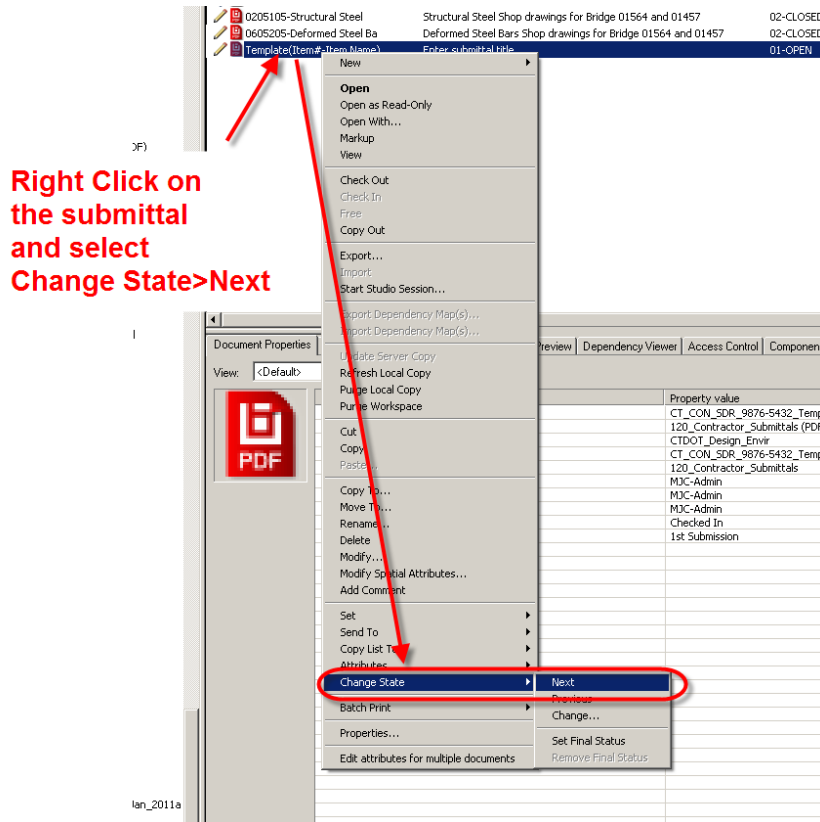 0205105-Structural Steel Structural Steel Shop drawings for Bridge 01564 and 01457 02-CLOSED
0605205-Deformed Steel Ba Deformed Steel Bars Shop drawings for Bridge 01564 and 01457 02-CLOSED
Template(Item#-Item Name) Enter submittal title 01-OPEN
New
Open
Open as Read-Only
Open With...
Markup
View
Check Out
Check In
Free
Copy Out
Export...
Import
Start Studio Session...
Export Dependency Map(s)...
Import Dependency Map(s)...
Update Server Copy
Refresh Local Copy
Purge Local Copy
Purge Workspace
Cut
Copy
Paste...
Copy To...
Move To...
Rename...
Delete
Modify...
Modify Spatial Attributes...
Add Comment
Set
Send To
Copy List To
Attributes
Change State
Batch Print
Properties...
Edit attributes for multiple documents
Next
Previous
Change...
Set Final Status
Remove Final Status
DF)
Right Click on
the submittal
and select
Change State>Next
Document Properties Preview Dependency Viewer Access Control Componen
View: <Default>
PDF
Property value
CT_CON_SDR_9876-5432_Temp
120_Contractor_Submittals (PDF
CTDOT_Design_Envir
CT_CON_SDR_9876-5432_Temp
120_Contractor_Submittals
MJC-Admin
MJC-Admin
MJC-Admin
Checked In
1st Submission
lan_2011a